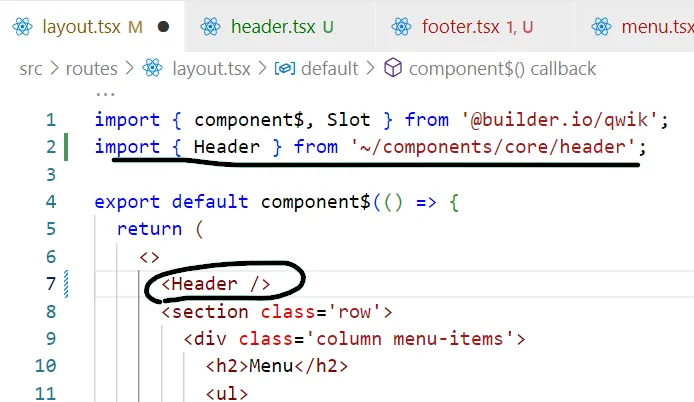 layout.tsx M ● header.tsx U footer.tsx 1, U menu.tsx
src > routes > layout.tsx > default > component$() callback
...
1 import { component$, Slot } from '@builder.io/qwik';
2 import { Header } from '~/components/core/header';
3
4 export default component$(() => {
5 return (
6 <>
7 <Header />
8 <section class='row'>
9 <div class='column menu-items'>
10 <h2>Menu</h2>
11 <ul>